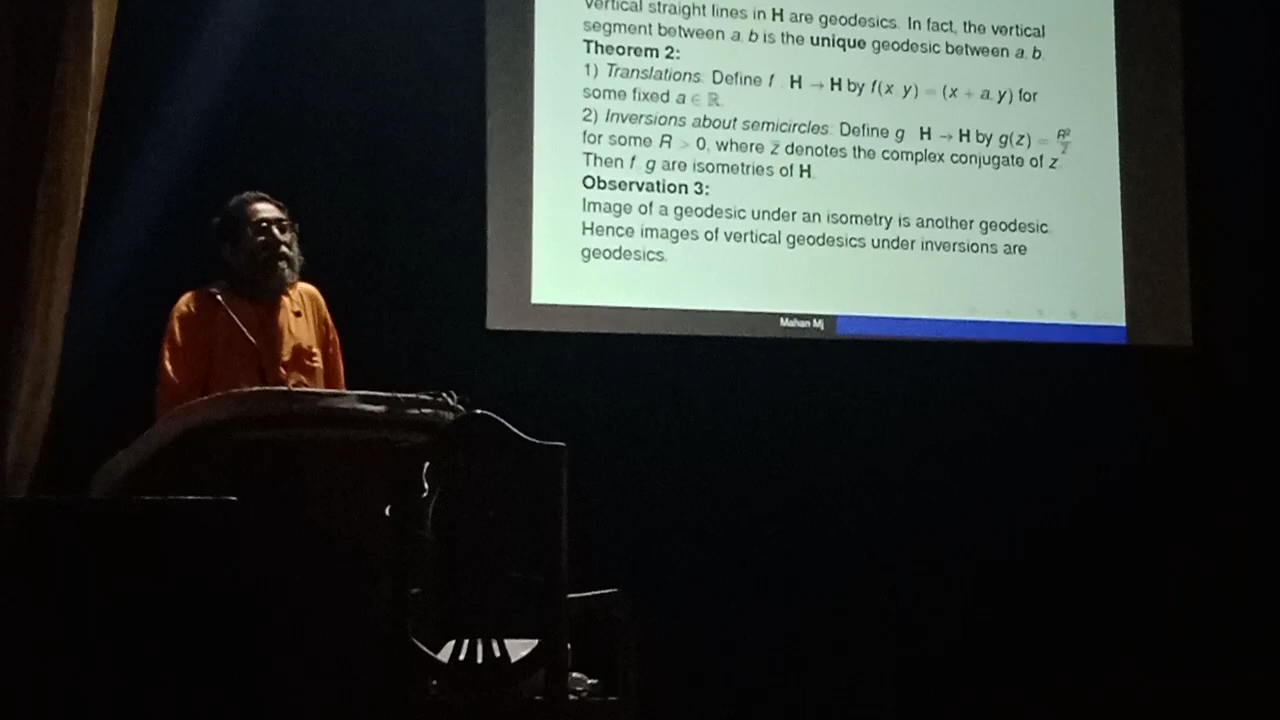 vertical straight lines in H are geodesics. In fact, the vertical
segment between a, b is the unique geodesic between a, b.
Theorem 2:
1) Translations: Define f : H → H by f(x, y) = (x + a, y) for
some fixed a ∈ ℝ.
2) Inversions about semicircles: Define g : H → H by g(z) = R²/z̄
for some R > 0, where z̄ denotes the complex conjugate of z.
Then f, g are isometries of H.
Observation 3:
Image of a geodesic under an isometry is another geodesic.
Hence images of vertical geodesics under inversions are
geodesics.
Mahan Mj